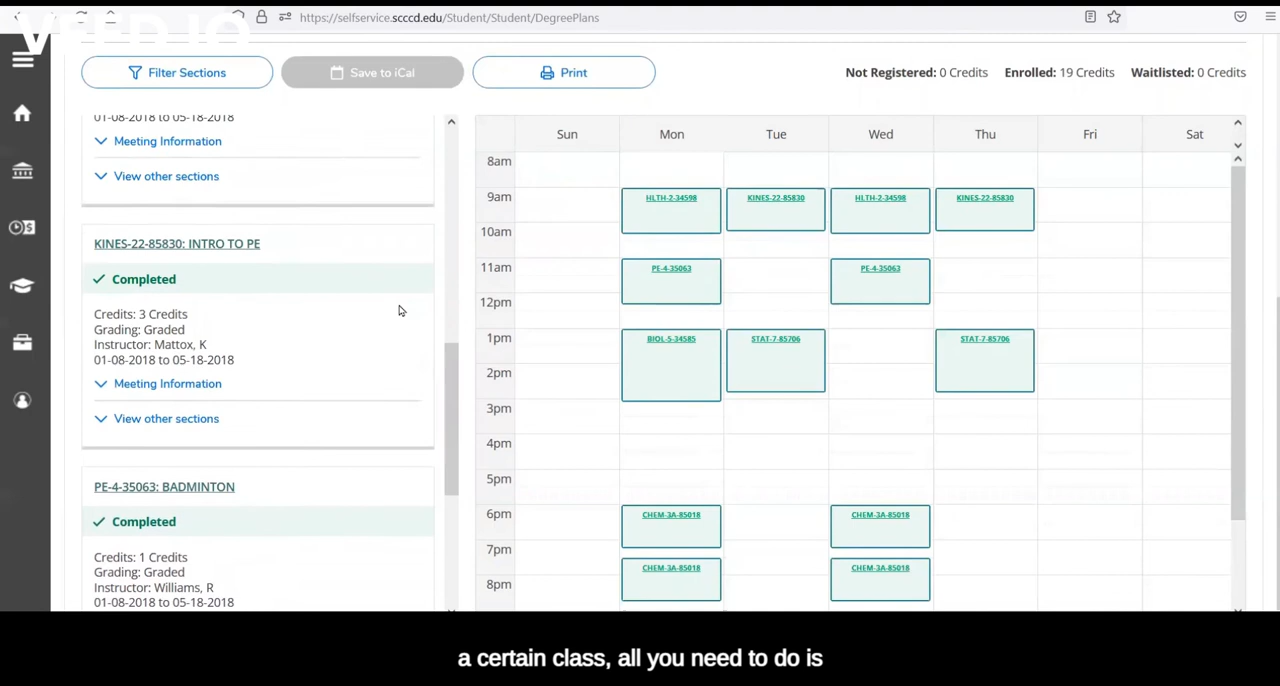 VEED.IO
https://selfservice.scccd.edu/Student/Student/DegreePlans
Filter Sections
Save to iCal
Print
Not Registered: 0 Credits
Enrolled: 19 Credits
Waitlisted: 0 Credits
01-08-2018 to 05-18-2018
Meeting Information
View other sections
KINES-22-85830: INTRO TO PE
Completed
Credits: 3 Credits
Grading: Graded
Instructor: Mattox, K
01-08-2018 to 05-18-2018
Meeting Information
View other sections
PE-4-35063: BADMINTON
Completed
Credits: 1 Credits
Grading: Graded
Instructor: Williams, R
01-08-2018 to 05-18-2018
Sun Mon Tue Wed Thu Fri Sat
8am
9am
HLTH-2-34598 KINES-22-85830 HLTH-2-34598 KINES-22-85830
10am
11am
PE-4-35063 PE-4-35063
12pm
1pm
BIOL-5-34585 STAT-7-85706 STAT-7-85706
2pm
3pm
4pm
5pm
6pm
CHEM-3A-85018 CHEM-3A-85018
7pm
CHEM-3A-85018 CHEM-3A-85018
8pm
a certain class, all you need to do is